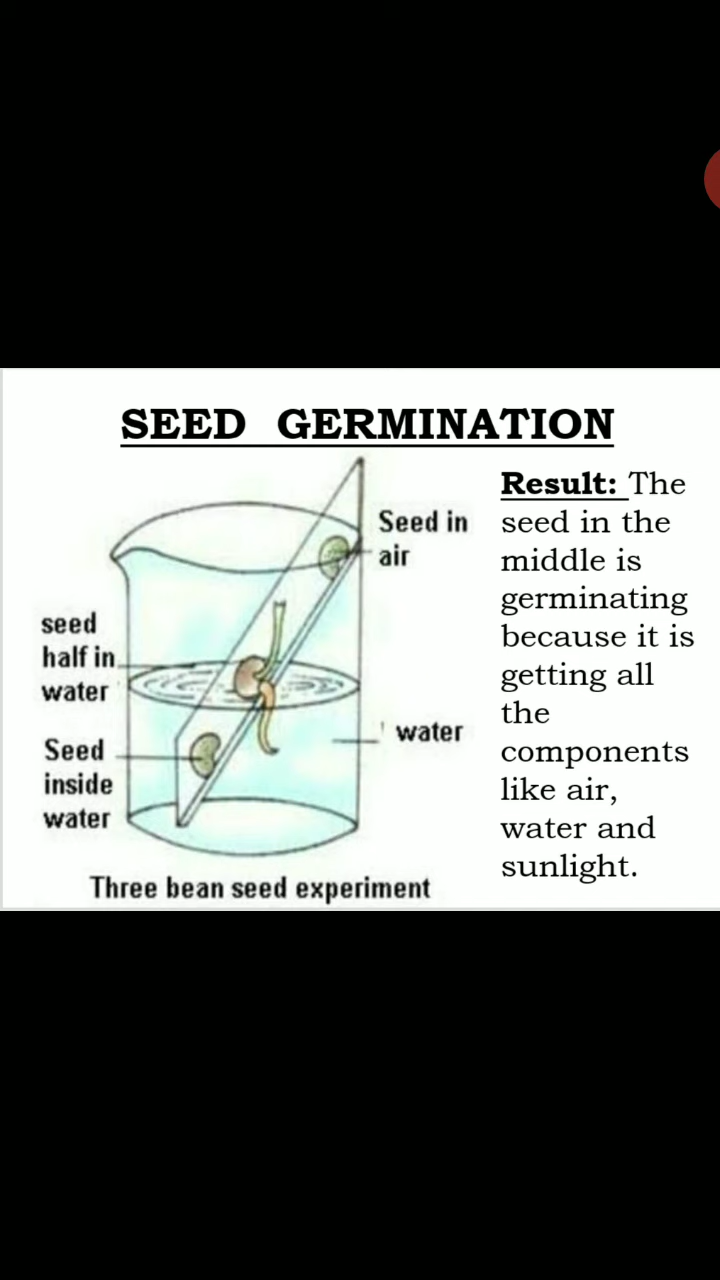 SEED GERMINATION
Seed in
air
seed
half in
water
Seed
inside
water
water
Three bean seed experiment
Result: The
seed in the
middle is
germinating
because it is
getting all
the
components
like air,
water and
sunlight.